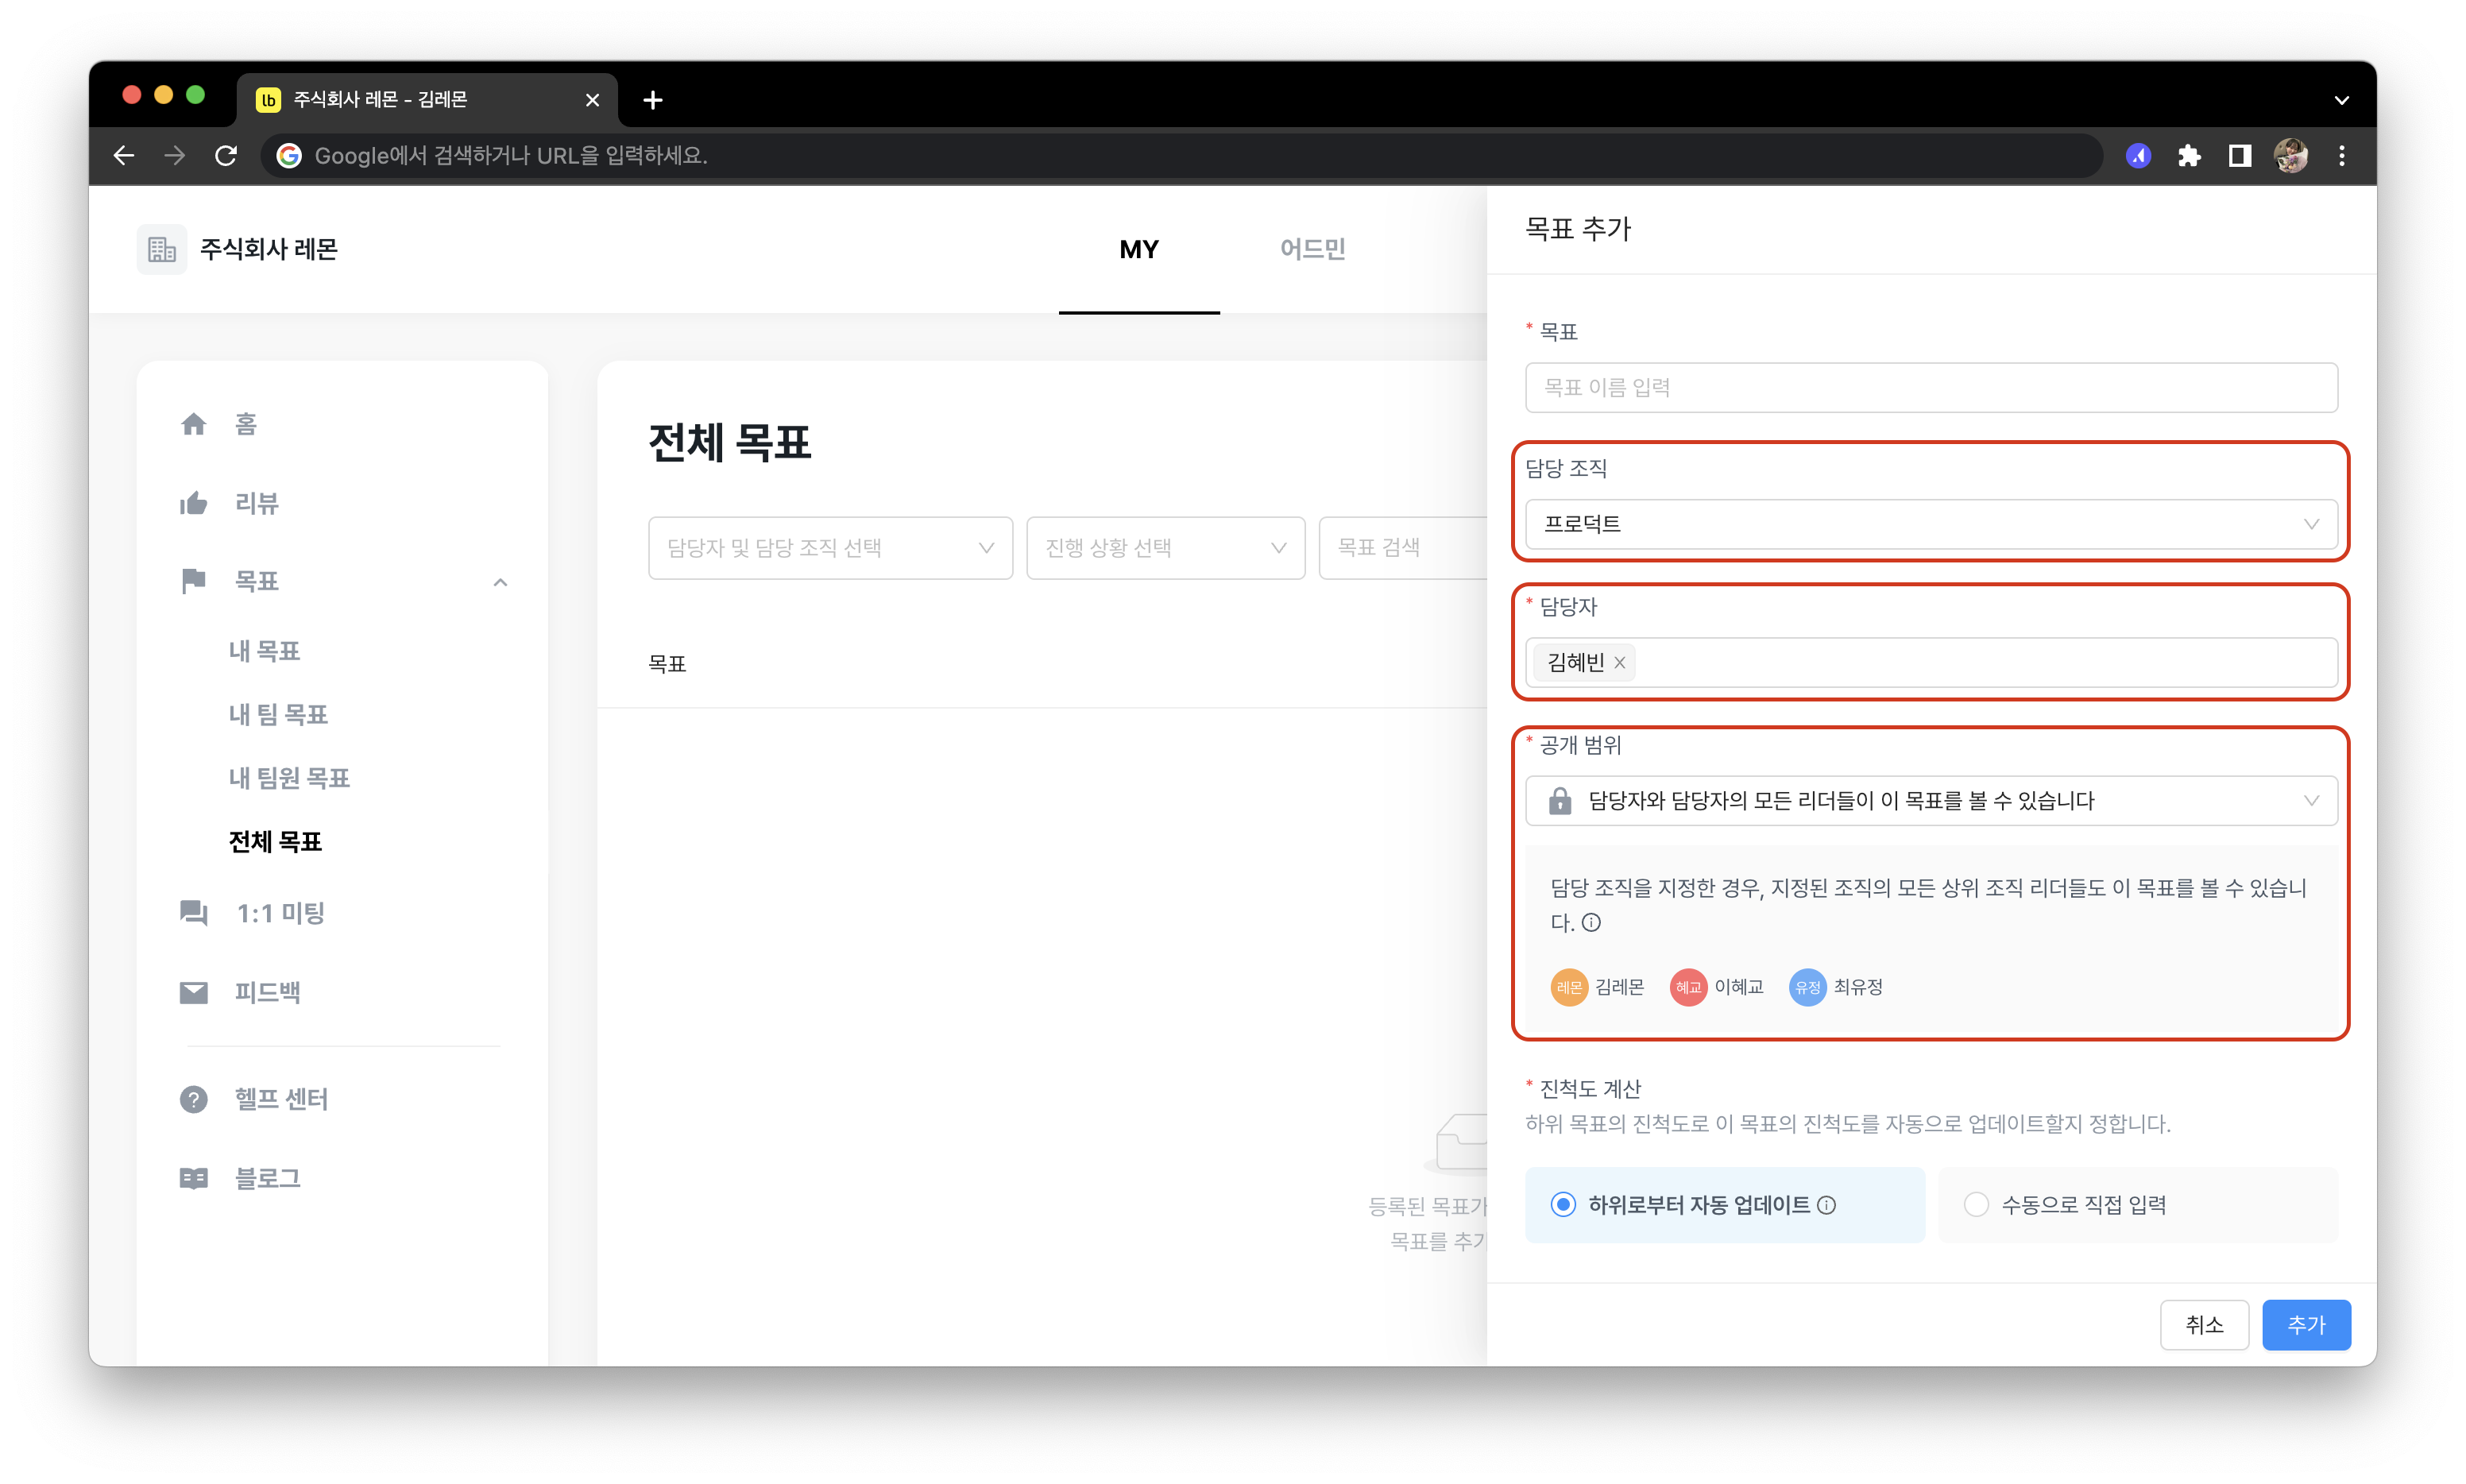 lb 주식회사 레몬 - 김레몬
Google에서 검색하거나 URL을 입력하세요.
주식회사 레몬
MY
어드민
홈
리뷰
목표
내 목표
내 팀 목표
내 팀원 목표
전체 목표
1:1 미팅
피드백
헬프 센터
블로그
전체 목표
담당자 및 담당 조직 선택
진행 상황 선택
목표 검색
목표
등록된 목표가
목표를 추가
목표 추가
* 목표
목표 이름 입력
담당 조직
프로덕트
* 담당자
김혜빈
* 공개 범위
담당자와 담당자의 모든 리더들이 이 목표를 볼 수 있습니다
담당 조직을 지정한 경우, 지정된 조직의 모든 상위 조직 리더들도 이 목표를 볼 수 있습니
다.
레몬 김레몬 혜교 이혜교 유정 최유정
* 진척도 계산
하위 목표의 진척도로 이 목표의 진척도를 자동으로 업데이트할지 정합니다.
하위로부터 자동 업데이트
수동으로 직접 입력
취소
추가